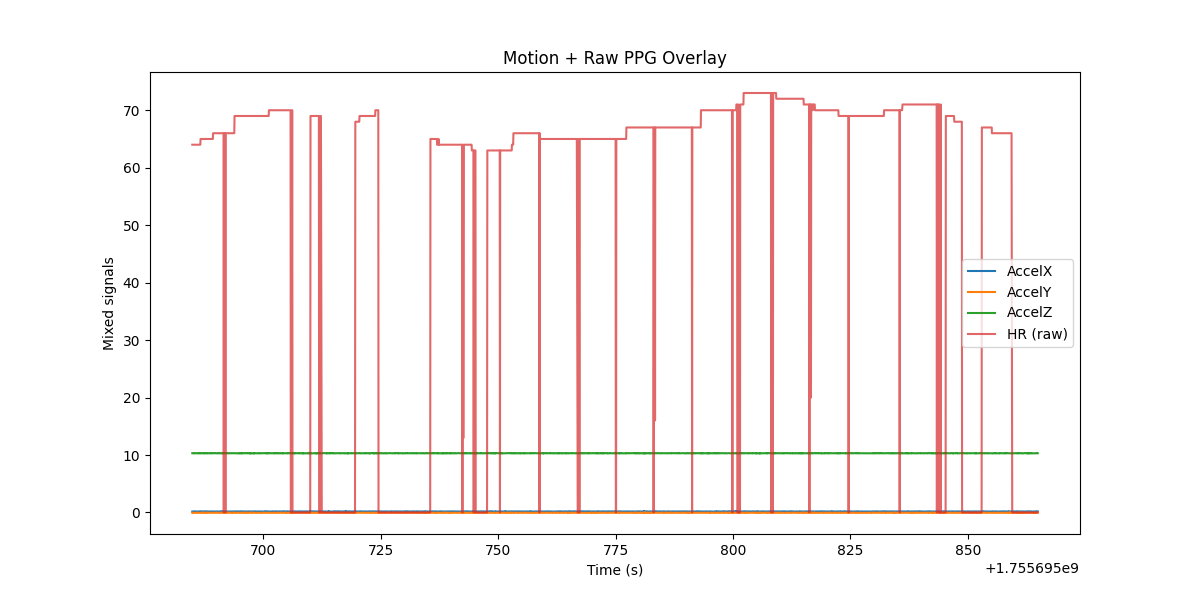 Motion + Raw PPG Overlay
Mixed signals
70
60
50
40
30
20
10
0
AccelX
AccelY
AccelZ
HR (raw)
700 725 750 775 800 825 850
Time (s)
+1.755695e9